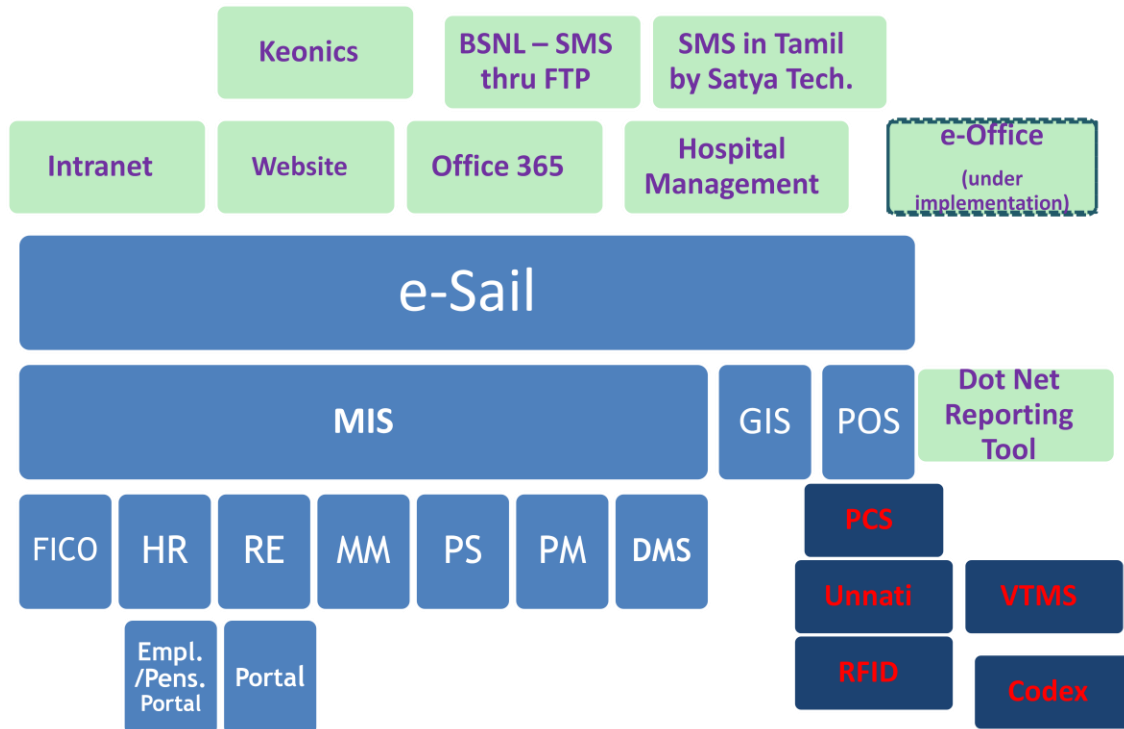 Keonics
BSNL – SMS
thru FTP
SMS in Tamil
by Satya Tech.
Intranet
Website
Office 365
Hospital
Management
e-Office
(under
implementation)
e-Sail
MIS
GIS
POS
Dot Net
Reporting
Tool
FICO
HR
RE
MM
PS
PM
DMS
PCS
Unnati
VTMS
Empl.
/Pens.
Portal
Portal
RFID
Codex